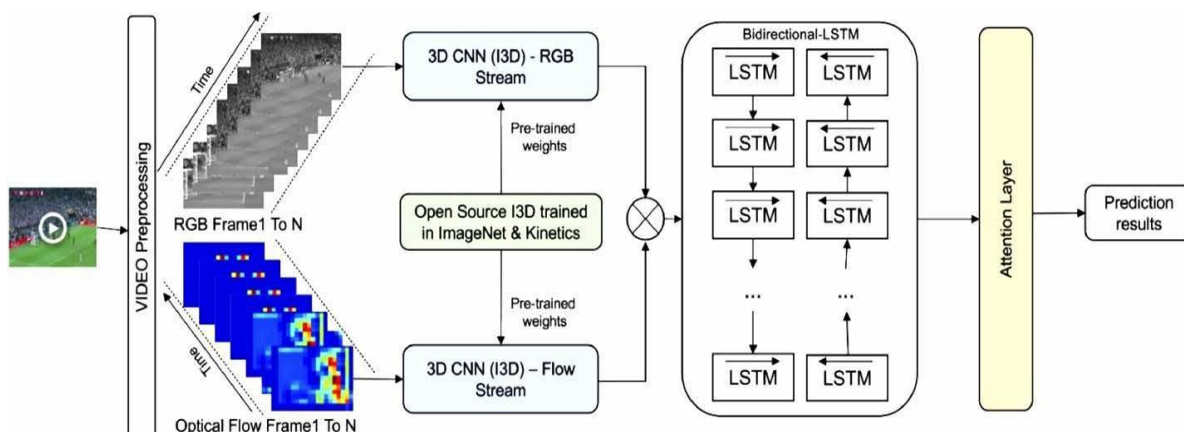 VIDEO Preprocessing
Time
RGB Frame1 To N
Time
Optical Flow Frame1 To N
3D CNN (I3D) - RGB
Stream
Pre-trained
weights
Open Source I3D trained
in ImageNet & Kinetics
Pre-trained
weights
3D CNN (I3D) – Flow
Stream
Bidirectional-LSTM
LSTM LSTM
LSTM LSTM
LSTM LSTM
... ...
LSTM LSTM
Attention Layer
Prediction
results